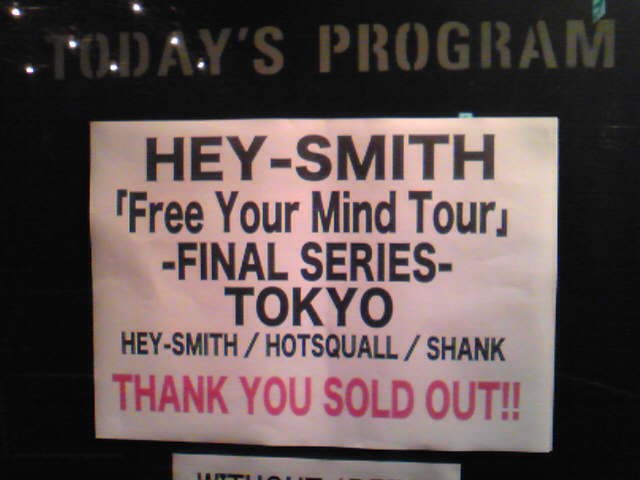 TODAY'S PROGRAM
HEY-SMITH
「Free Your Mind Tour」
-FINAL SERIES-
TOKYO
HEY-SMITH / HOTSQUALL / SHANK
THANK YOU SOLD OUT!!
WITHOUT